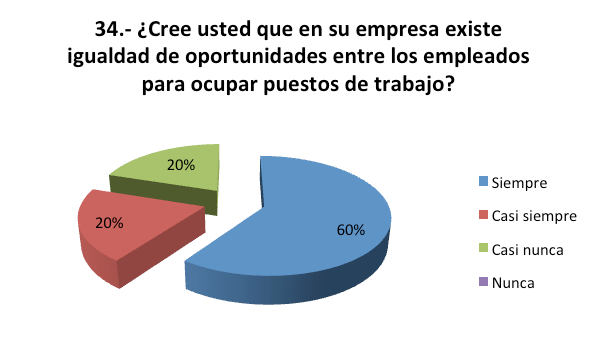 34.- ¿Cree usted que en su empresa existe
igualdad de oportunidades entre los empleados
para ocupar puestos de trabajo?
20%
20%
60%
Siempre
Casi siempre
Casi nunca
Nunca